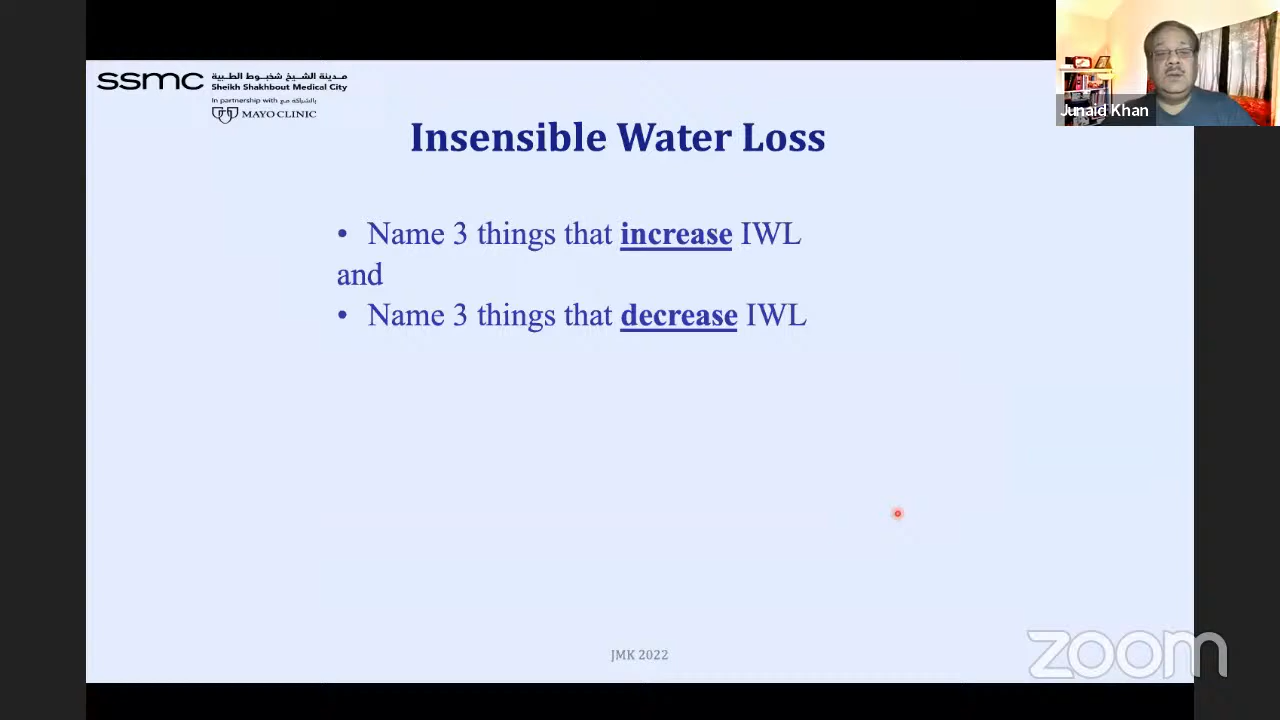 ssmc
مدينة الشيخ شخبوط الطبية
Sheikh Shakhbout Medical City
In partnership with بالشراكة مع
MAYO CLINIC
Junaid Khan
Insensible Water Loss
• Name 3 things that increase IWL
and
• Name 3 things that decrease IWL
JMK 2022
zoom